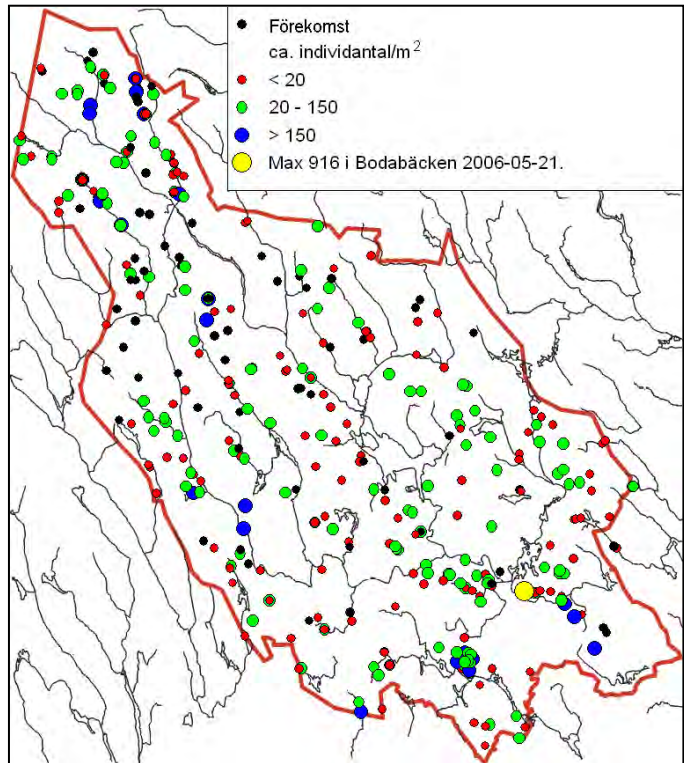 Förekomst
ca. individantal/m²
< 20
20 - 150
> 150
Max 916 i Bodabäcken 2006-05-21.